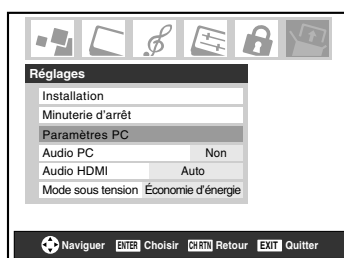 Réglages
Installation
Minuterie d'arrêt
Paramètres PC
Audio PC Non
Audio HDMI Auto
Mode sous tension Économie d'énergie
Naviguer ENTER Choisir CH RTN Retour EXIT Quitter